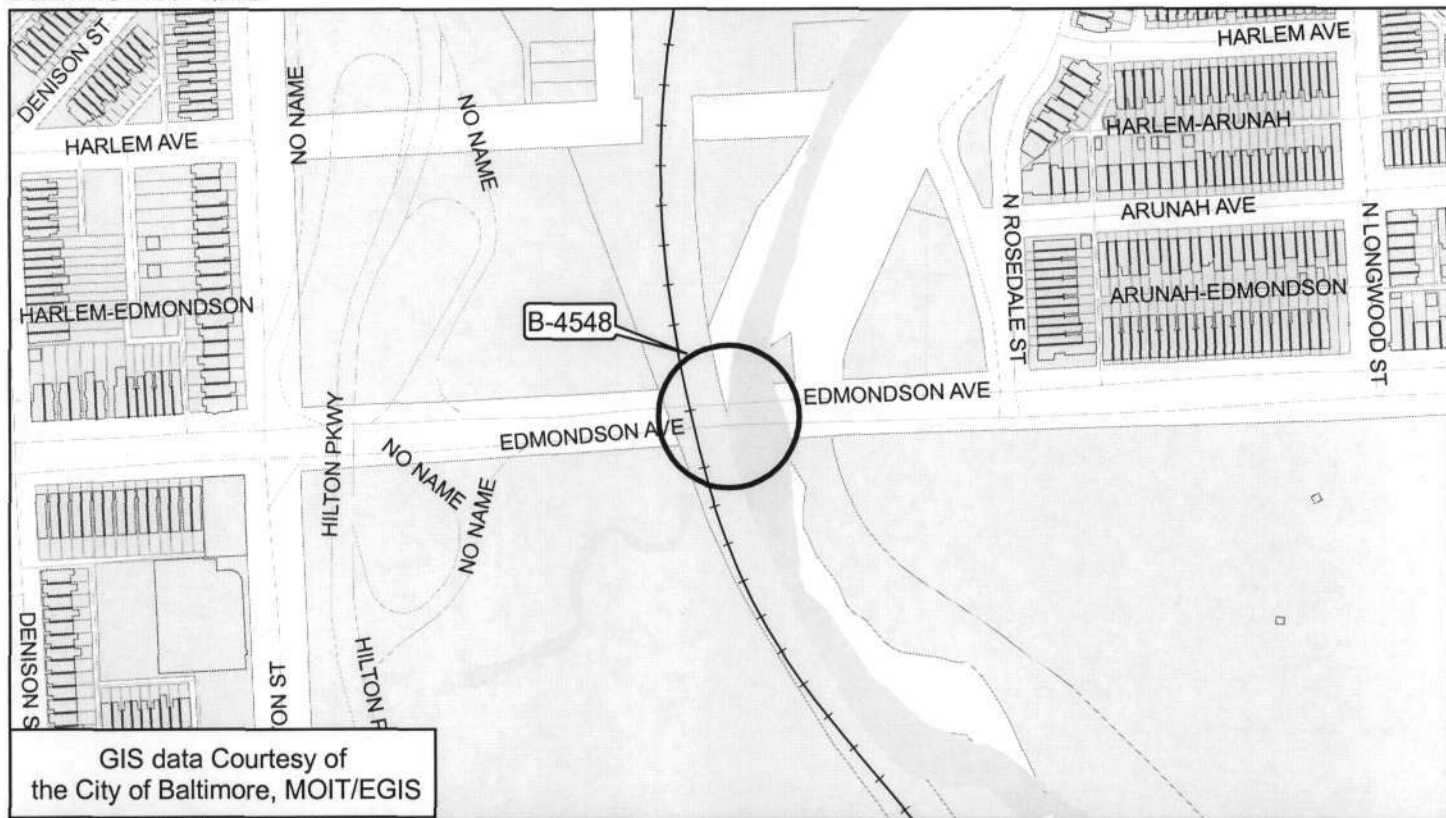 DENISON ST
HARLEM AVE
NO NAME
NO NAME
HARLEM AVE
HARLEM-ARUNAH
ARUNAH AVE
N ROSEDALE ST
N LONGWOOD ST
ARUNAH-EDMONDSON
HARLEM-EDMONDSON
B-4548
EDMONDSON AVE
EDMONDSON AVE
HILTON PKWY
NO NAME
NO NAME
DENISON S
ON ST
HILTON P
GIS data Courtesy of
the City of Baltimore, MOIT/EGIS